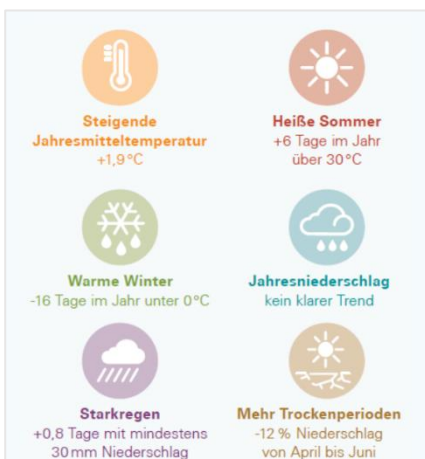 Steigende
Jahresmitteltemperatur
+1,9 °C
Heiße Sommer
+6 Tage im Jahr
über 30 °C
Warme Winter
-16 Tage im Jahr unter 0 °C
Jahresniederschlag
kein klarer Trend
Starkregen
+0,8 Tage mit mindestens
30 mm Niederschlag
Mehr Trockenperioden
-12 % Niederschlag
von April bis Juni